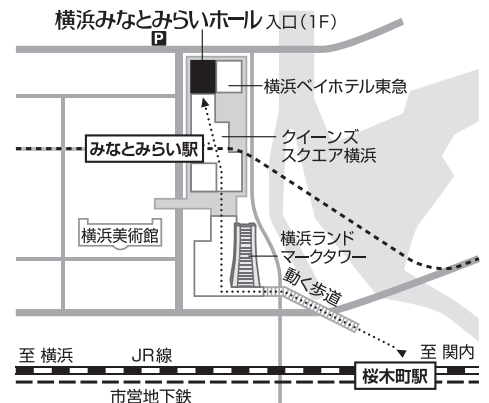 横浜みなとみらいホール 入口(1F)
P
横浜ベイホテル東急
クイーンズ
スクエア横浜
みなとみらい駅
横浜美術館
横浜ランド
マークタワー
動く歩道
至 横浜
JR線
至 関内
桜木町駅
市営地下鉄